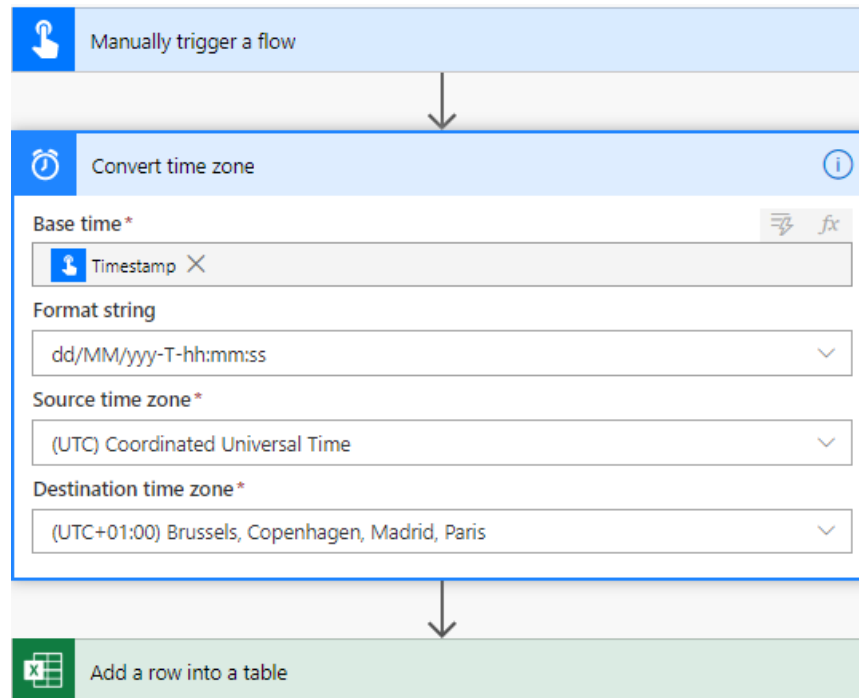 Manually trigger a flow
Convert time zone
Base time*
fx
Timestamp
Format string
dd/MM/yyy-T-hh:mm:ss
Source time zone*
(UTC) Coordinated Universal Time
Destination time zone*
(UTC+01:00) Brussels, Copenhagen, Madrid, Paris
Add a row into a table